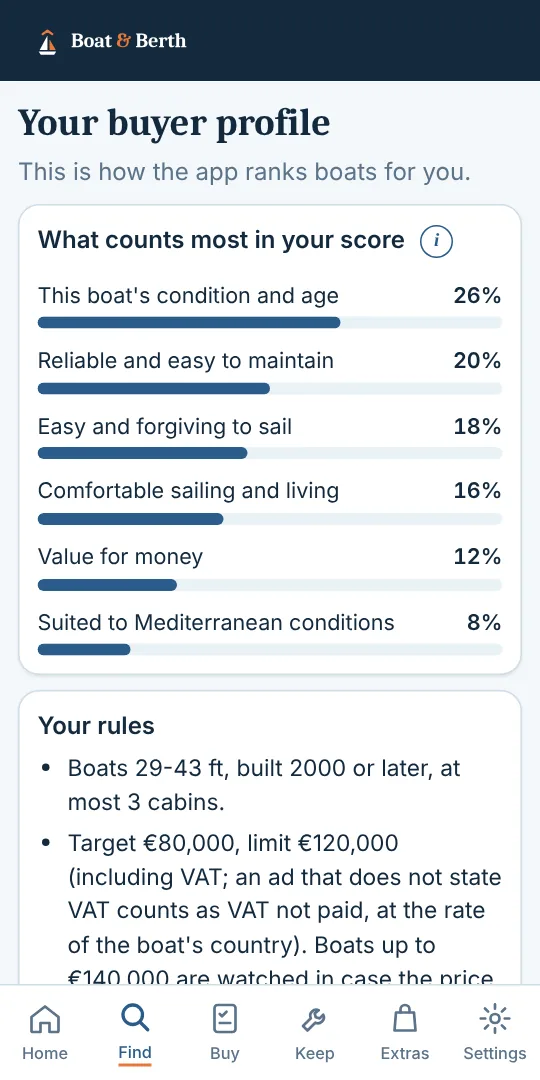 Boat & Berth
Your buyer profile
This is how the app ranks boats for you.
What counts most in your score i
This boat's condition and age 26%
Reliable and easy to maintain 20%
Easy and forgiving to sail 18%
Comfortable sailing and living 16%
Value for money 12%
Suited to Mediterranean conditions 8%
Your rules
• Boats 29-43 ft, built 2000 or later, at
most 3 cabins.
• Target €80,000, limit €120,000
(including VAT; an ad that does not state
VAT counts as VAT not paid, at the rate
of the boat's country). Boats up to
€140,000 are watched in case the price
Home Find Buy Keep Extras Settings